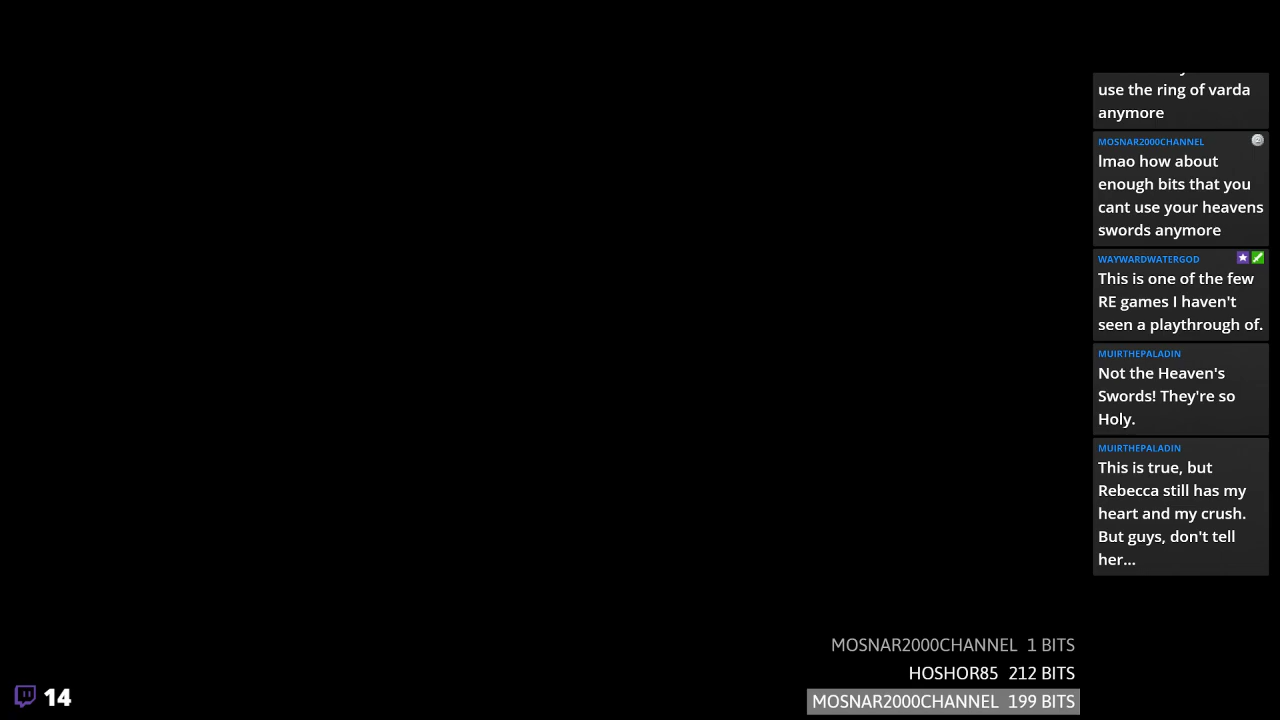 use the ring of varda
anymore
MOSNAR2000CHANNEL
lmao how about
enough bits that you
cant use your heavens
swords anymore
WAYWARDWATERGOD
This is one of the few
RE games I haven't
seen a playthrough of.
MUIRTHEPALADIN
Not the Heaven's
Swords! They're so
Holy.
MUIRTHEPALADIN
This is true, but
Rebecca still has my
heart and my crush.
But guys, don't tell
her...
MOSNAR2000CHANNEL 1 BITS
HOSHOR85 212 BITS
MOSNAR2000CHANNEL 199 BITS
14